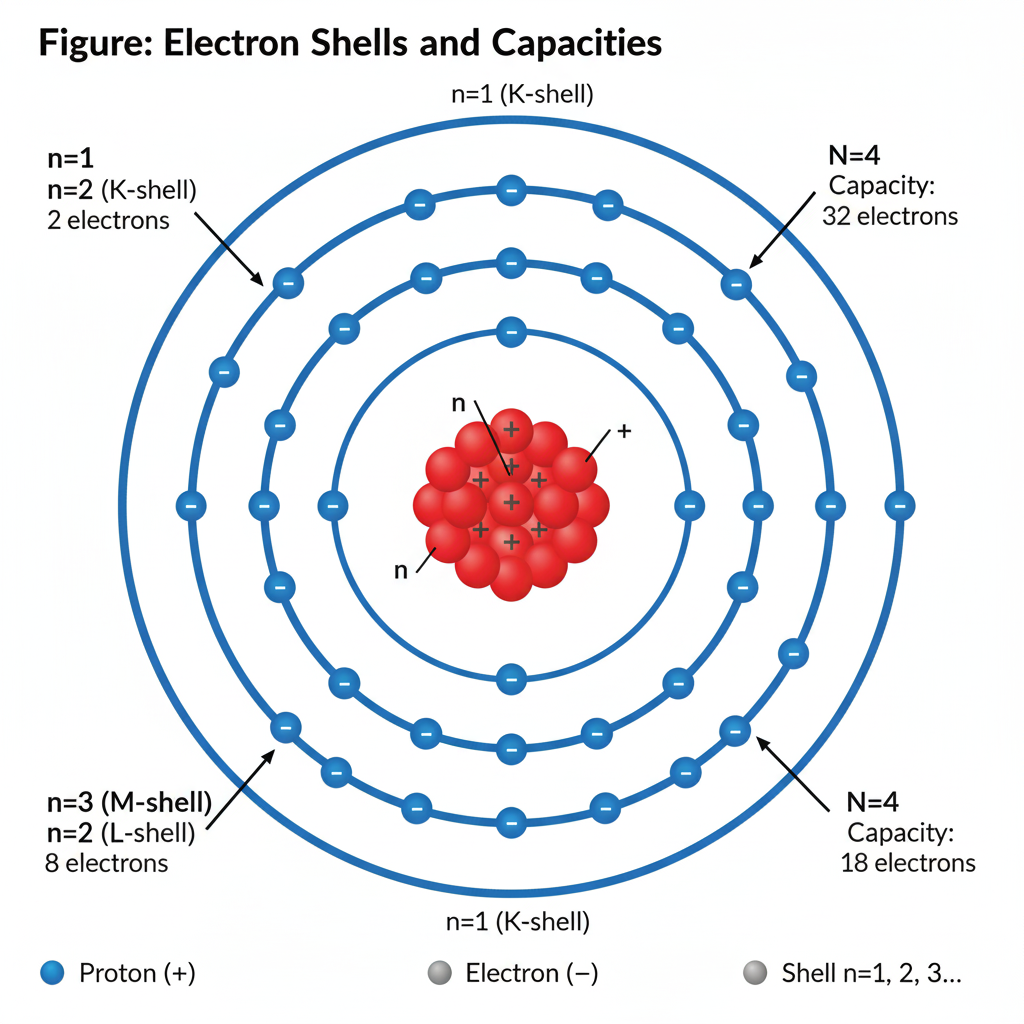 Figure: Electron Shells and Capacities
n=1 (K-shell)
n=1
n=2 (K-shell)
2 electrons
N=4
Capacity:
32 electrons
n
+
n
n=3 (M-shell)
n=2 (L-shell)
8 electrons
N=4
Capacity:
18 electrons
n=1 (K-shell)
Proton (+)
Electron (−)
Shell n=1, 2, 3...